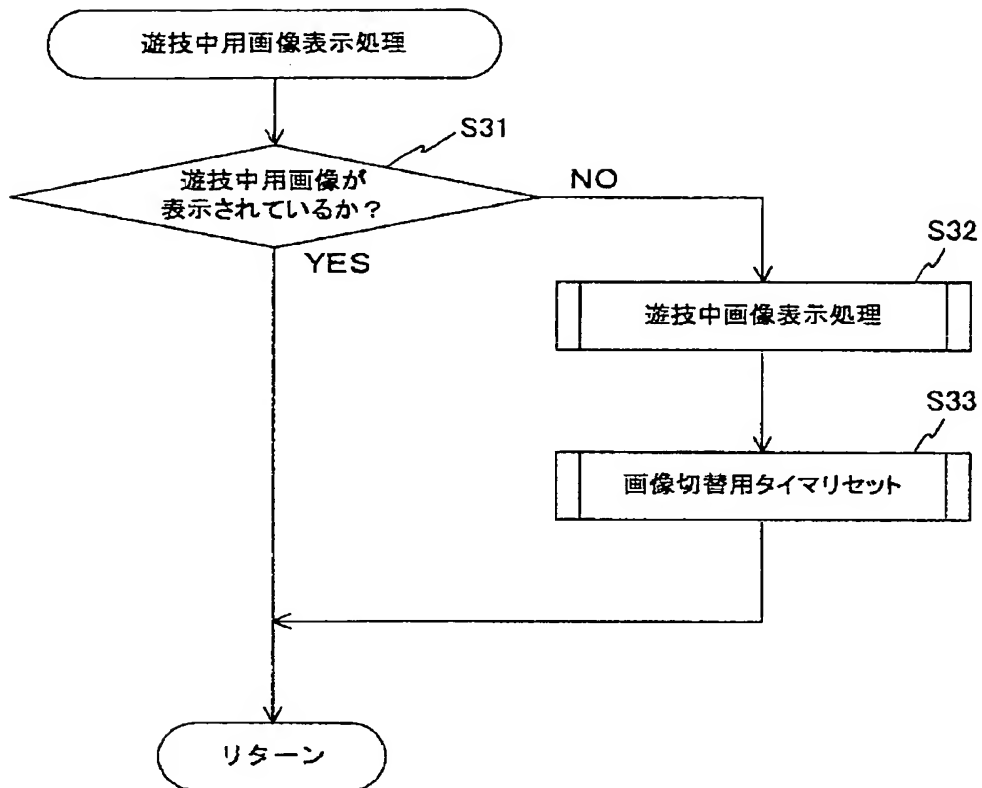 遊技中用画像表示処理
S31
遊技中用画像が
表示されているか？
NO
YES
S32
遊技中画像表示処理
S33
画像切替用タイマリセット
リターン